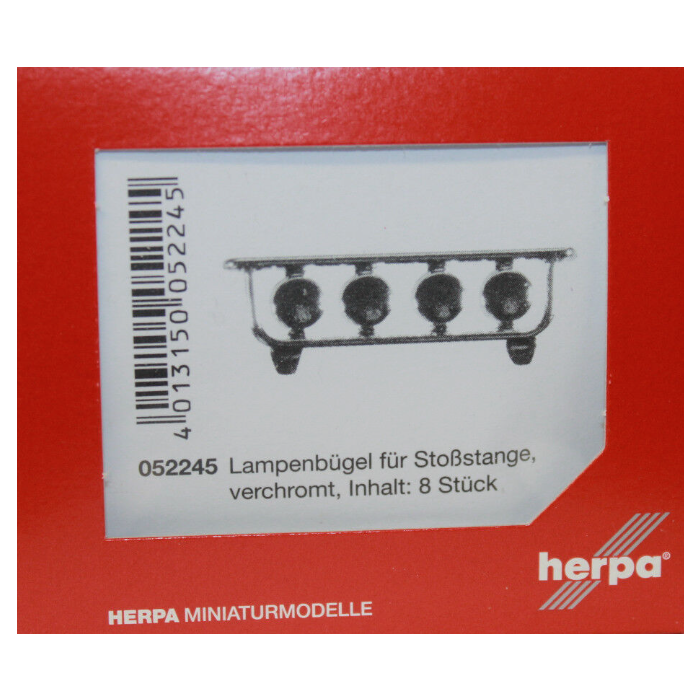 4 013150 052245
052245 Lampenbügel für Stoßstange,
verchromt, Inhalt: 8 Stück
herpa®
HERPA MINIATURMODELLE